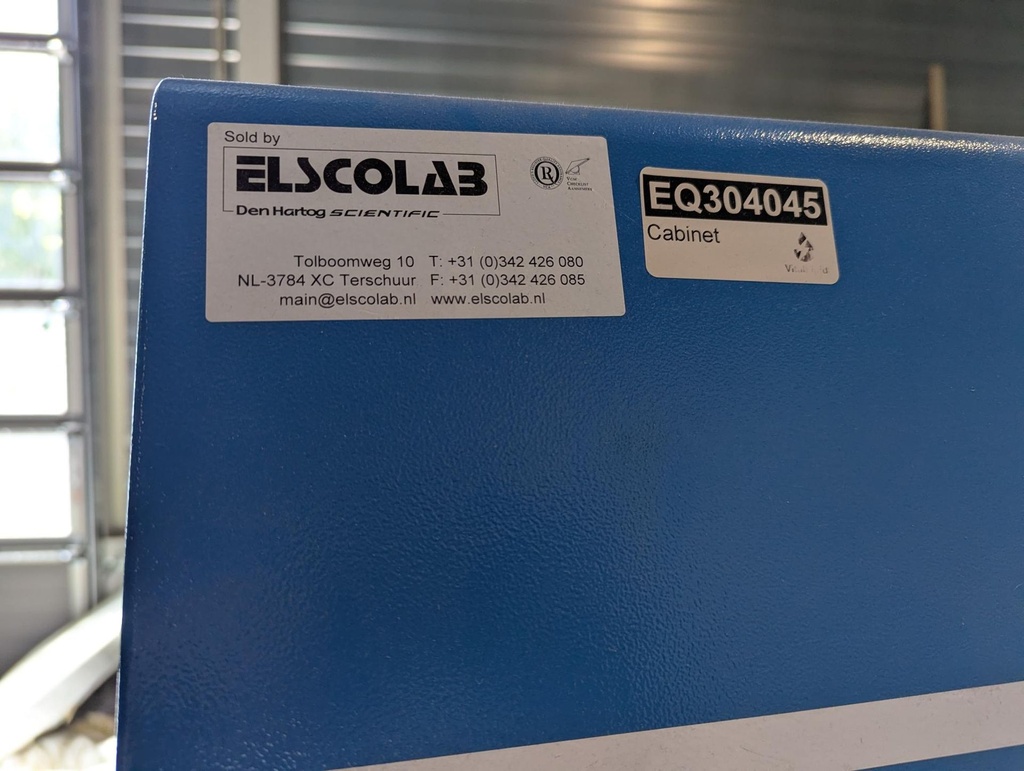 Sold by
ELSCOLAB
Den Hartog SCIENTIFIC
Tolboomweg 10 T: +31 (0)342 426 080
NL-3784 XC Terschuur F: +31 (0)342 426 085
main@elscolab.nl www.elscolab.nl
R
EQ304045
Cabinet